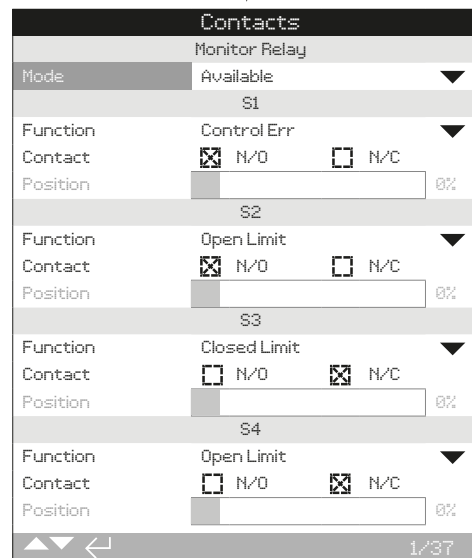 Contacts
Monitor Relay
Mode Available
S1
Function Control Err
Contact N/O N/C
Position 0%
S2
Function Open Limit
Contact N/O N/C
Position 0%
S3
Function Closed Limit
Contact N/O N/C
Position 0%
S4
Function Open Limit
Contact N/O N/C
Position 0%
1/37